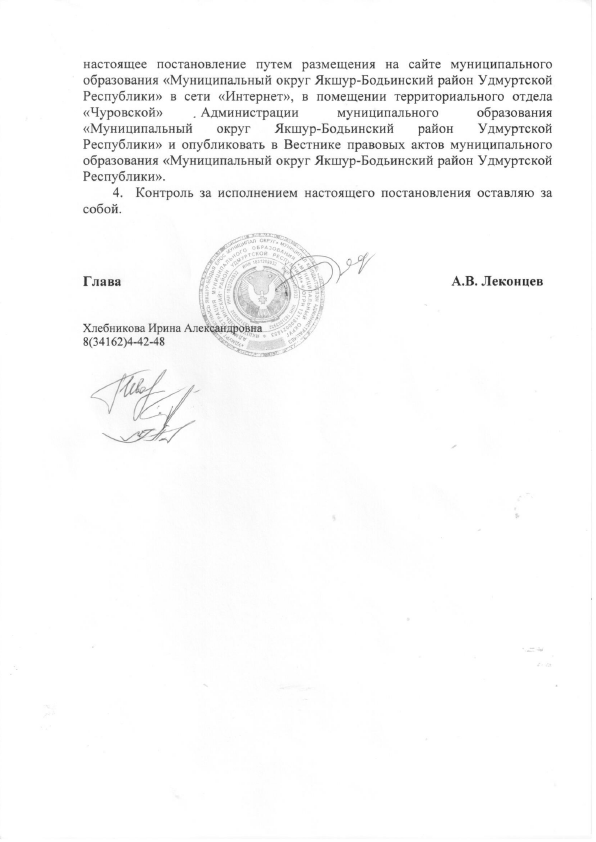 настоящее постановление путем размещения на сайте муниципального
образования «Муниципальный округ Якшур-Бодьинский район Удмуртской
Республики» в сети «Интернет», в помещении территориального отдела
«Чуровской» Администрации муниципального образования
«Муниципальный округ Якшур-Бодьинский район Удмуртской
Республики» и опубликовать в Вестнике правовых актов муниципального
образования «Муниципальный округ Якшур-Бодьинский район Удмуртской
Республики».
4. Контроль за исполнением настоящего постановления оставляю за
собой.
Глава А.В. Леконцев
Хлебникова Ирина Александровна
8(34162)4-42-48